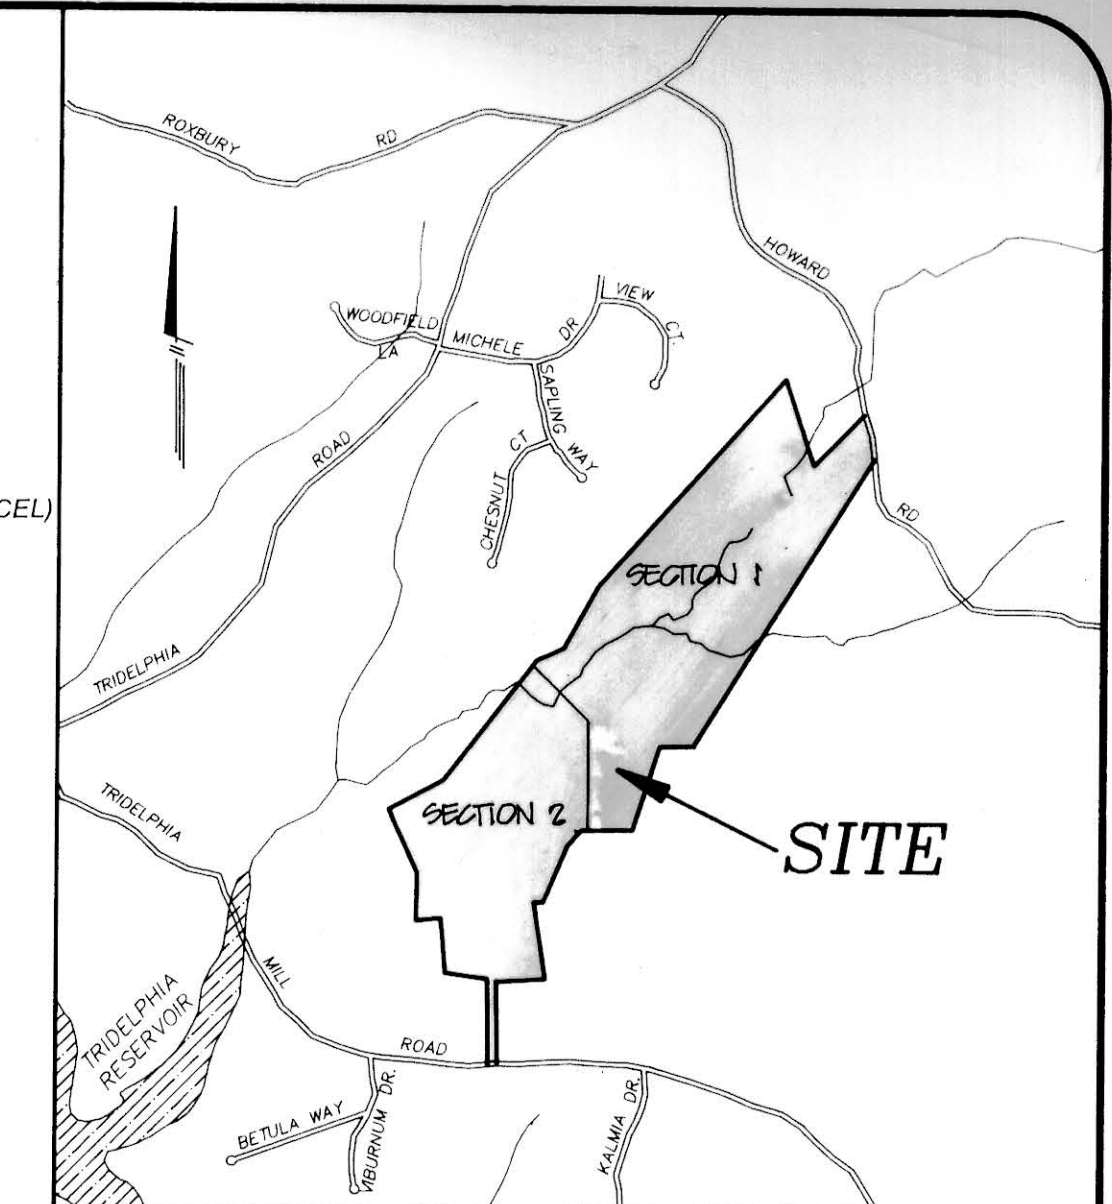 ROXBURY RD
HOWARD
VIEW CT.
WOODFIELD LA
MICHELE DR
SAPLING WAY
CHESNUT CT
ROAD
CEL)
RD
SECTION 1
TRIDELPHIA
TRIDELPHIA
SECTION 2
SITE
MILL
TRIDELPHIA
RESERVOIR
ROAD
BETULA WAY
VIBURNUM DR.
KALMIA DR.